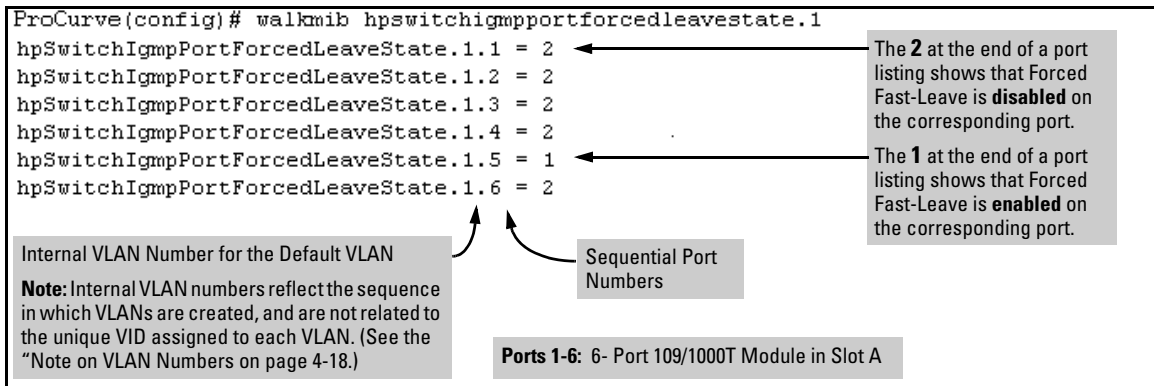 ProCurve(config)# walkmib hpswitchigmpportforcedleavestate.1
hpSwitchIgmpPortForcedLeaveState.1.1 = 2
hpSwitchIgmpPortForcedLeaveState.1.2 = 2
hpSwitchIgmpPortForcedLeaveState.1.3 = 2
hpSwitchIgmpPortForcedLeaveState.1.4 = 2
hpSwitchIgmpPortForcedLeaveState.1.5 = 1
hpSwitchIgmpPortForcedLeaveState.1.6 = 2
The 2 at the end of a port
listing shows that Forced
Fast-Leave is disabled on
the corresponding port.
The 1 at the end of a port
listing shows that Forced
Fast-Leave is enabled on
the corresponding port.
Internal VLAN Number for the Default VLAN
Note: Internal VLAN numbers reflect the sequence
in which VLANs are created, and are not related to
the unique VID assigned to each VLAN. (See the
“Note on VLAN Numbers on page 4-18.)
Sequential Port
Numbers
Ports 1-6: 6- Port 109/1000T Module in Slot A